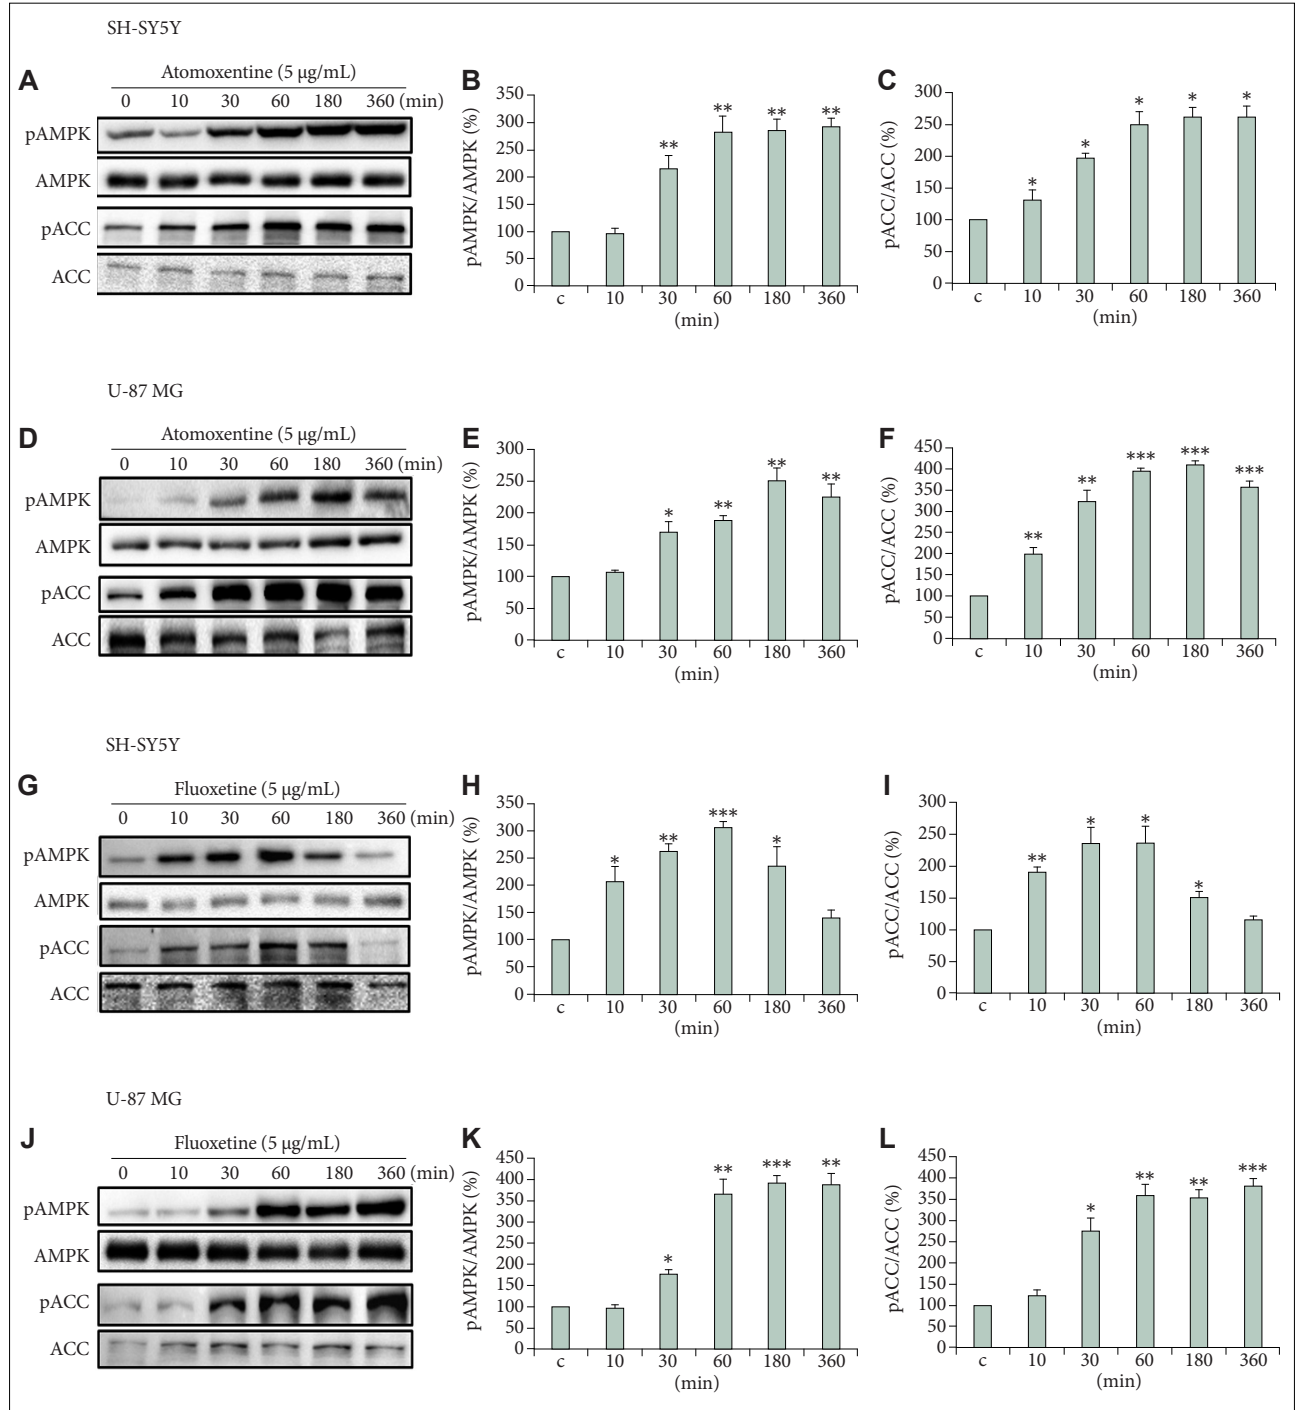 SH-SY5Y
A
Atomoxentine (5 µg/mL)
0 10 30 60 180 360 (min)
pAMPK
AMPK
pACC
ACC
B
pAMPK/AMPK (%)
350
300
250
200
150
100
50
0
** ** ** **
c 10 30 60 180 360
(min)
C
pACC/ACC (%)
300
250
200
150
100
50
0
* * * * *
c 10 30 60 180 360
(min)
U-87 MG
D
Atomoxentine (5 µg/mL)
0 10 30 60 180 360 (min)
pAMPK
AMPK
pACC
ACC
E
pAMPK/AMPK (%)
300
250
200
150
100
50
0
* ** ** **
c 10 30 60 180 360
(min)
F
pACC/ACC (%)
450
400
350
300
250
200
150
100
50
0
** ** *** *** ***
c 10 30 60 180 360
(min)
SH-SY5Y
G
Fluoxetine (5 µg/mL)
0 10 30 60 180 360 (min)
pAMPK
AMPK
pACC
ACC
H
pAMPK/AMPK (%)
350
300
250
200
150
100
50
0
* ** *** *
c 10 30 60 180 360
(min)
I
pACC/ACC (%)
300
250
200
150
100
50
0
** * * *
c 10 30 60 180 360
(min)
U-87 MG
J
Fluoxetine (5 µg/mL)
0 10 30 60 180 360 (min)
pAMPK
AMPK
pACC
ACC
K
pAMPK/AMPK (%)
450
400
350
300
250
200
150
100
50
0
* ** *** **
c 10 30 60 180 360
(min)
L
pACC/ACC (%)
450
400
350
300
250
200
150
100
50
0
* ** ** ***
c 10 30 60 180 360
(min)